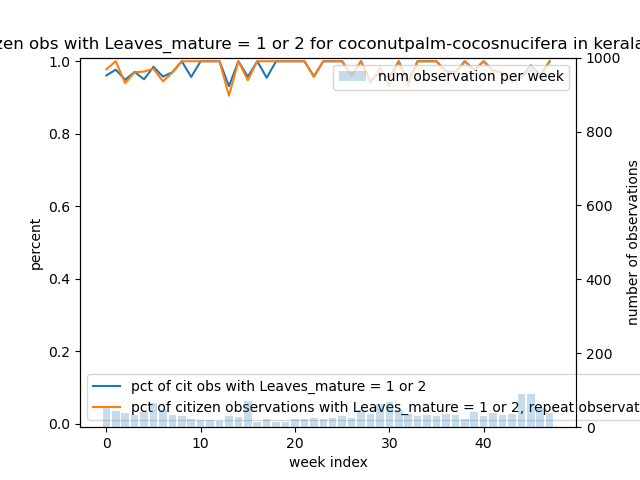 zen obs with Leaves_mature = 1 or 2 for coconutpalm-cocosnucifera in kerala
num observation per week
1.0
0.8
0.6
0.4
0.2
0.0
percent
1000
800
600
400
200
0
number of observations
pct of cit obs with Leaves_mature = 1 or 2
pct of citizen observations with Leaves_mature = 1 or 2, repeat observat
0 10 20 30 40
week index